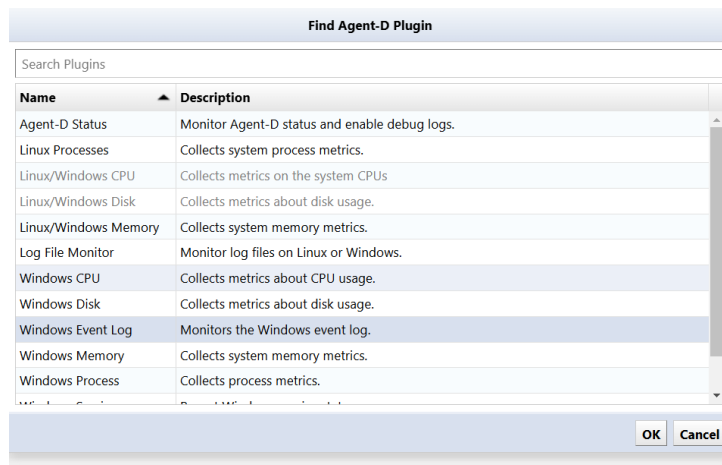 Find Agent-D Plugin
Search Plugins
Name Description
Agent-D Status Monitor Agent-D status and enable debug logs.
Linux Processes Collects system process metrics.
Linux/Windows CPU Collects metrics on the system CPUs
Linux/Windows Disk Collects metrics about disk usage.
Linux/Windows Memory Collects system memory metrics.
Log File Monitor Monitor log files on Linux or Windows.
Windows CPU Collects metrics about CPU usage.
Windows Disk Collects metrics about disk usage.
Windows Event Log Monitors the Windows event log.
Windows Memory Collects system memory metrics.
Windows Process Collects process metrics.
OK Cancel